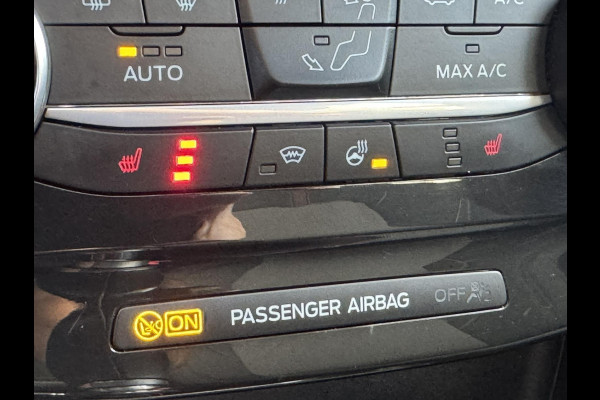 A/C
AUTO
MAX A/C
ON PASSENGER AIRBAG OFF